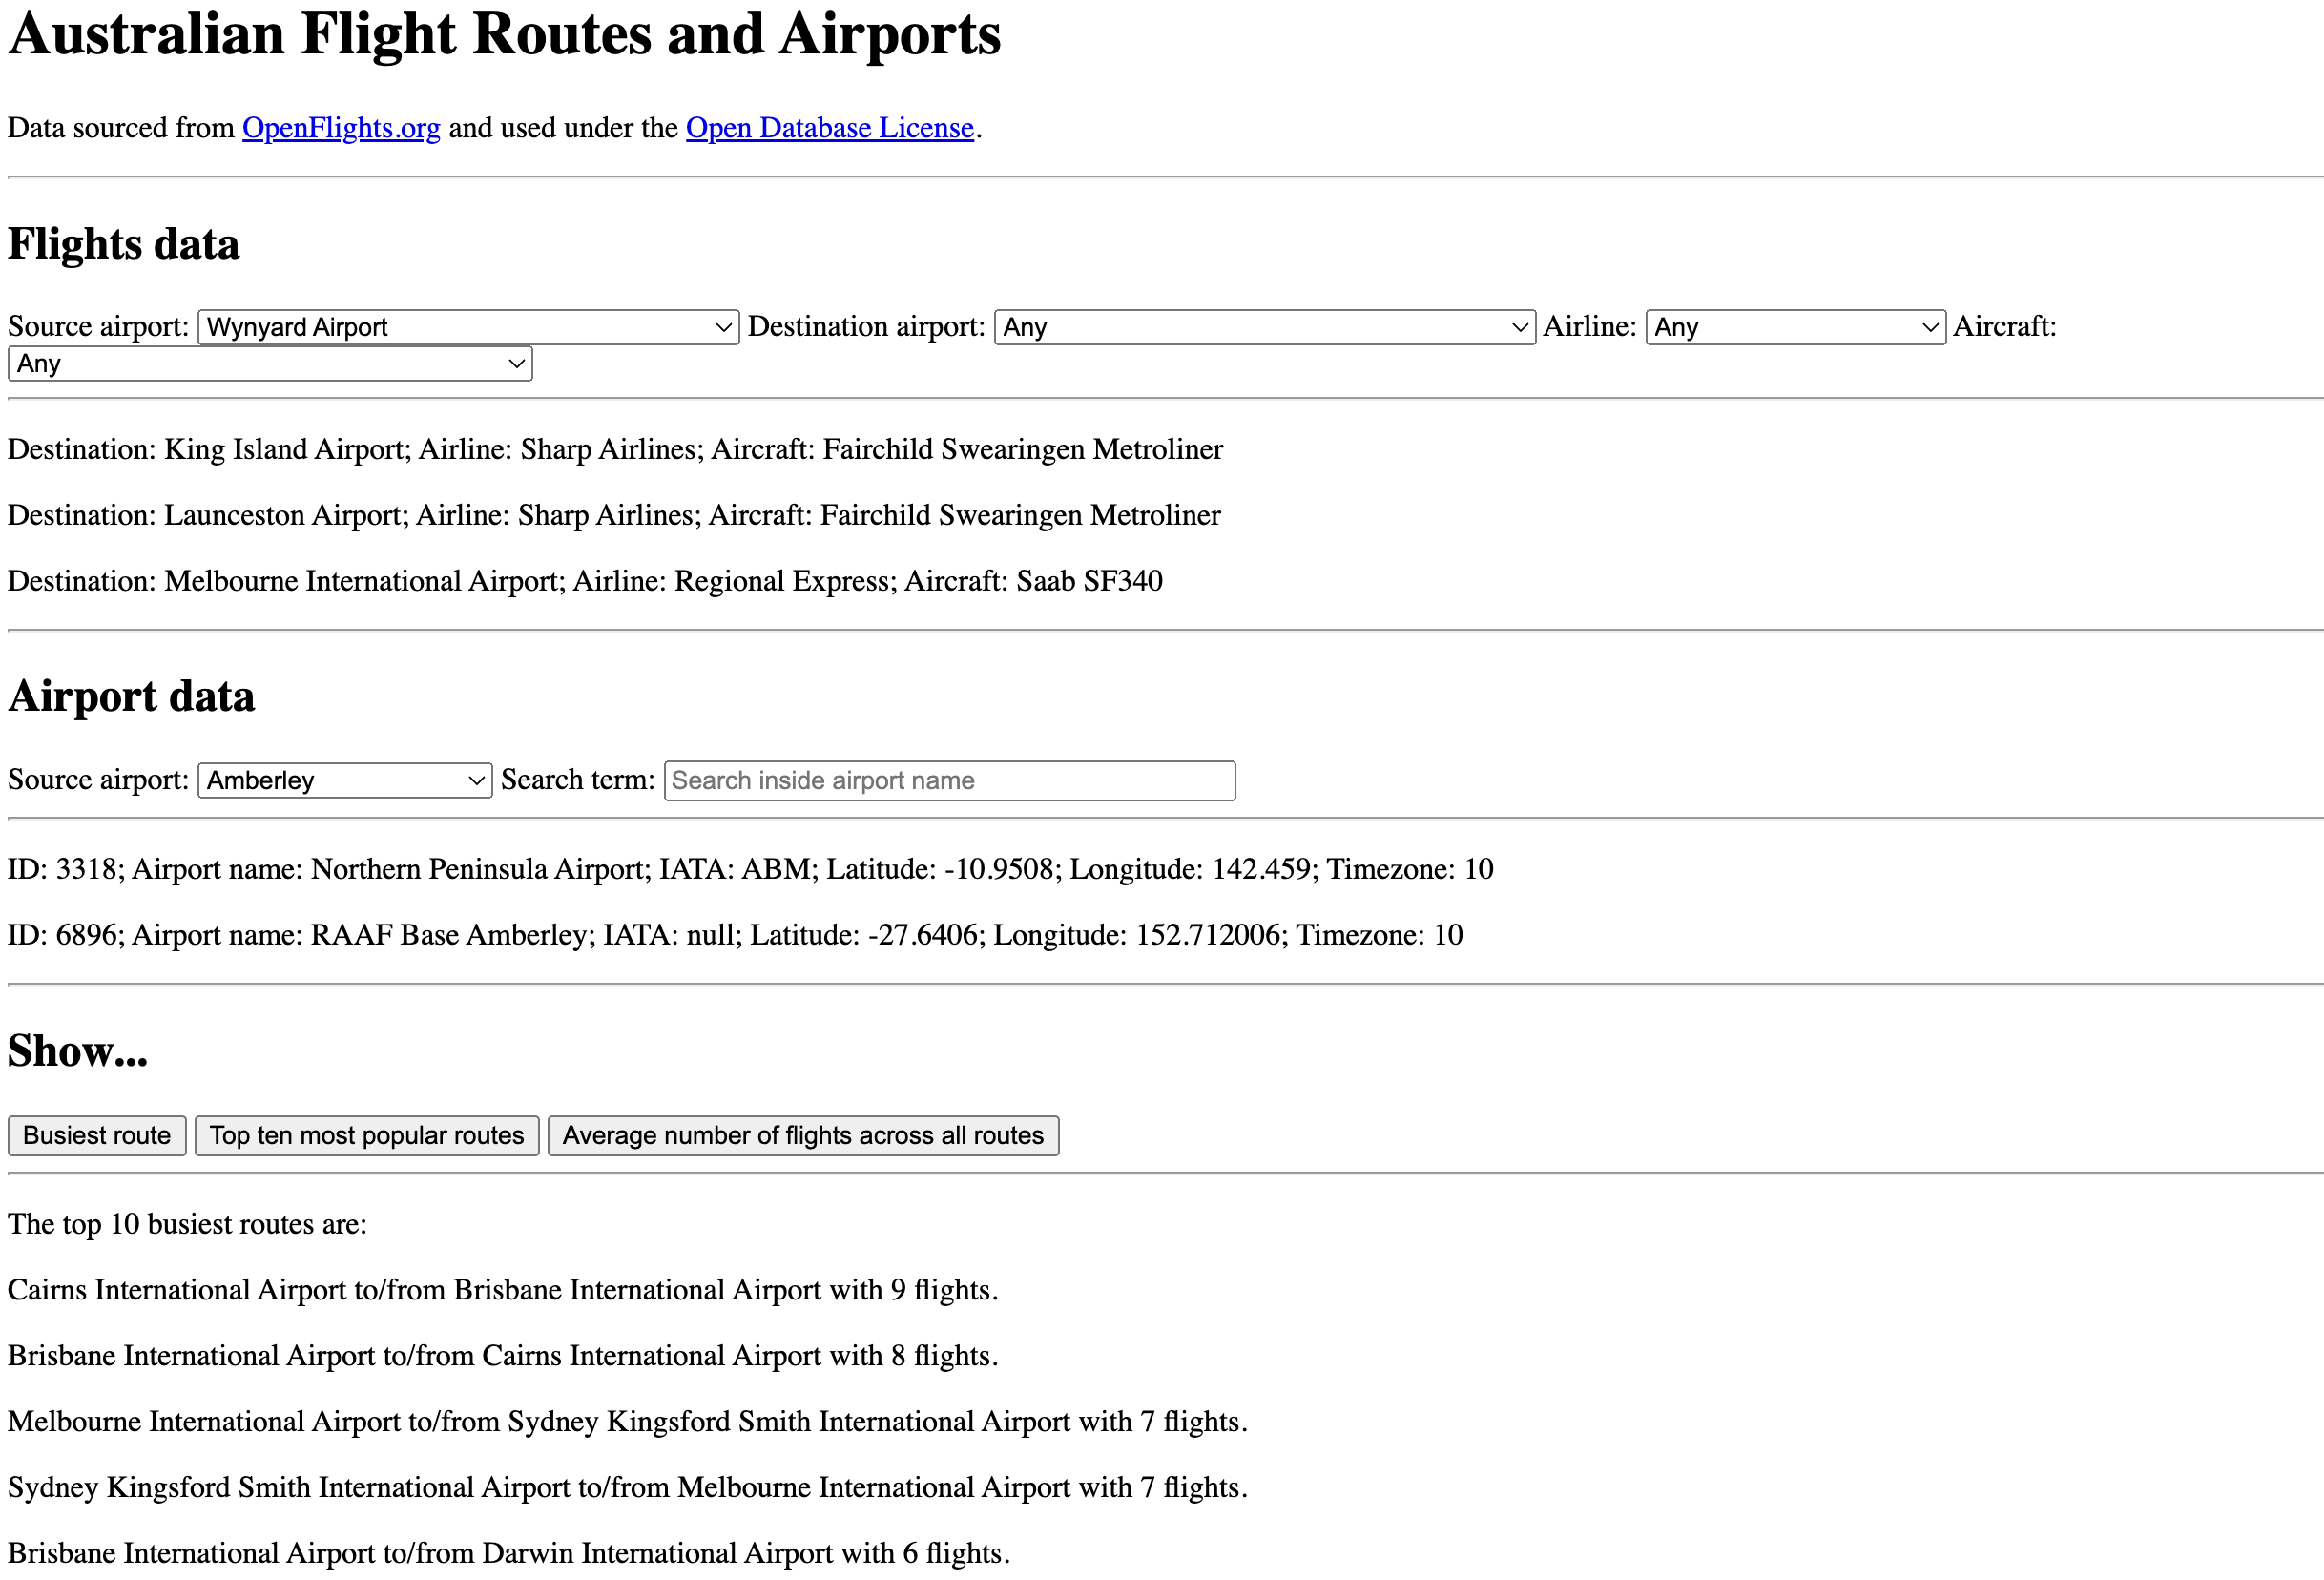 Australian Flight Routes and Airports
Data sourced from OpenFlights.org and used under the Open Database License.
Flights data
Source airport: Wynyard Airport Destination airport: Any Airline: Any Aircraft:
Any
Destination: King Island Airport; Airline: Sharp Airlines; Aircraft: Fairchild Swearingen Metroliner
Destination: Launceston Airport; Airline: Sharp Airlines; Aircraft: Fairchild Swearingen Metroliner
Destination: Melbourne International Airport; Airline: Regional Express; Aircraft: Saab SF340
Airport data
Source airport: Amberley Search term: Search inside airport name
ID: 3318; Airport name: Northern Peninsula Airport; IATA: ABM; Latitude: -10.9508; Longitude: 142.459; Timezone: 10
ID: 6896; Airport name: RAAF Base Amberley; IATA: null; Latitude: -27.6406; Longitude: 152.712006; Timezone: 10
Show...
Busiest route Top ten most popular routes Average number of flights across all routes
The top 10 busiest routes are:
Cairns International Airport to/from Brisbane International Airport with 9 flights.
Brisbane International Airport to/from Cairns International Airport with 8 flights.
Melbourne International Airport to/from Sydney Kingsford Smith International Airport with 7 flights.
Sydney Kingsford Smith International Airport to/from Melbourne International Airport with 7 flights.
Brisbane International Airport to/from Darwin International Airport with 6 flights.